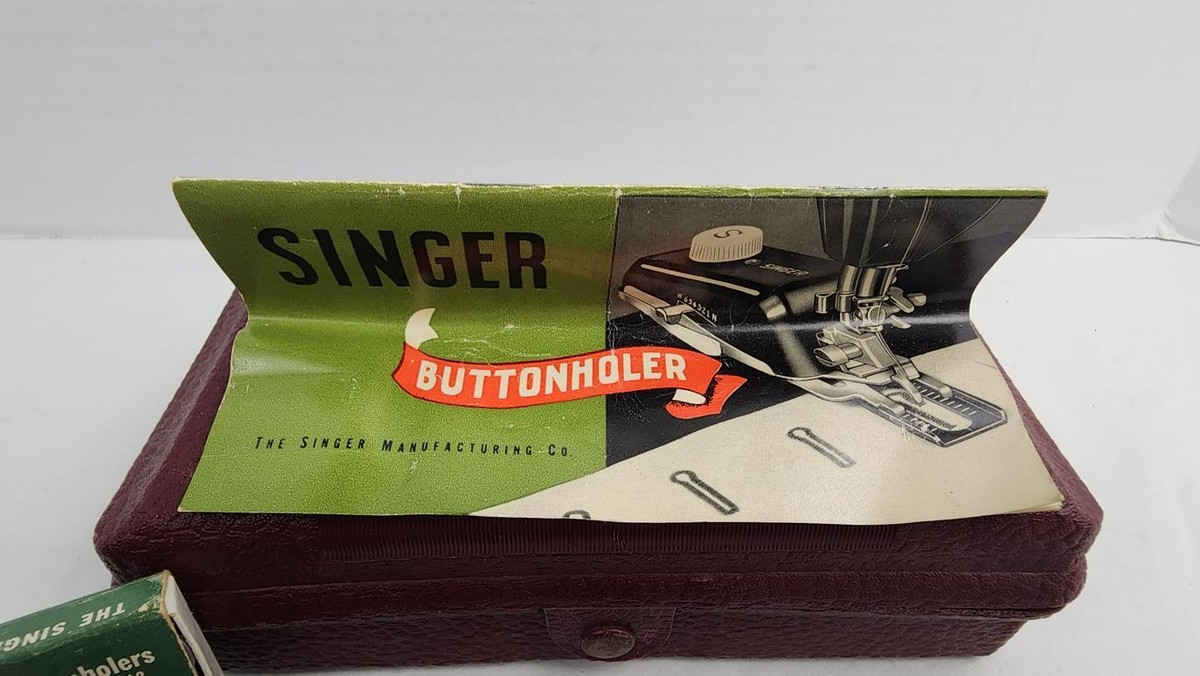 SINGER
BUTTONHOLER
THE SINGER MANUFACTURING CO.
S
SINGER
THE SING
holers